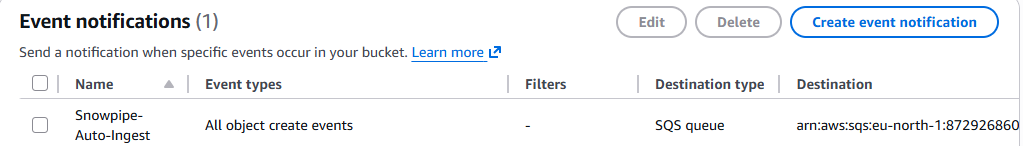 Event notifications (1)
Edit
Delete
Create event notification
Send a notification when specific events occur in your bucket. Learn more
Name
Event types
Filters
Destination type
Destination
Snowpipe-
Auto-Ingest
All object create events
-
SQS queue
arn:aws:sqs:eu-north-1:872926860